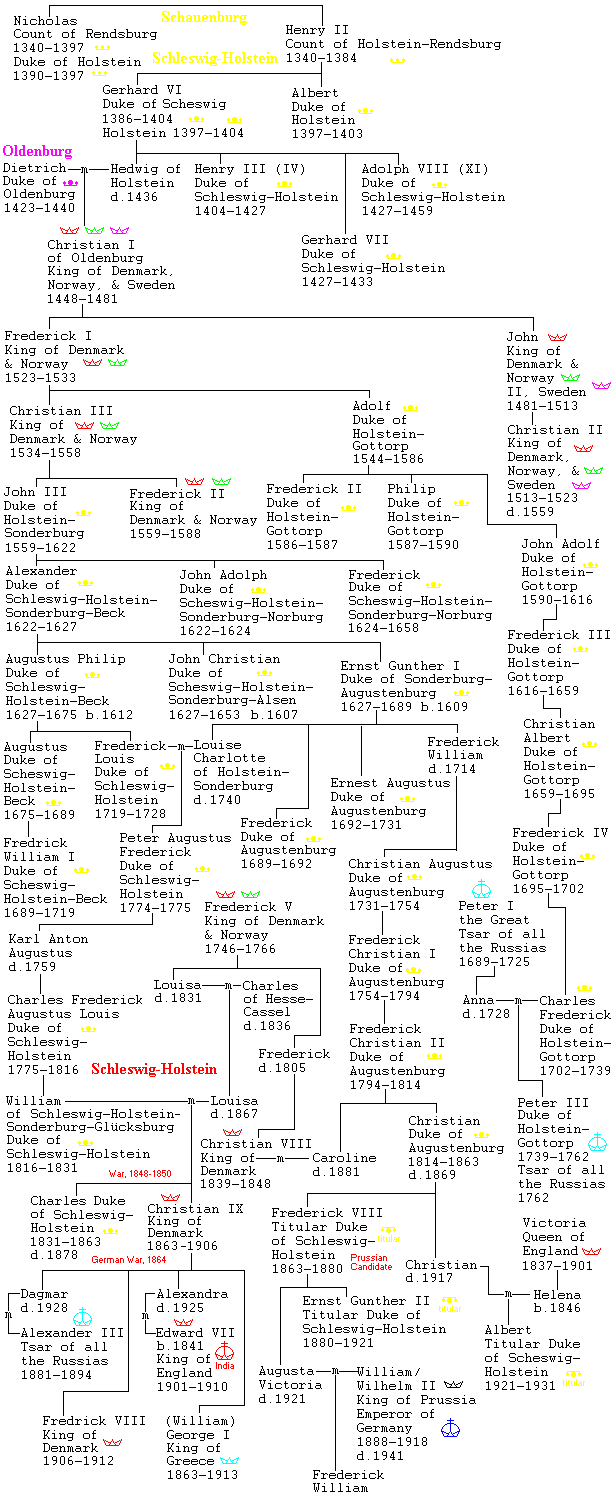 Schauenburg
Nicholas
Count of Rendsburg
1340–1397
Duke of Holstein
1390–1397
Henry II
Count of Holstein–Rendsburg
1340–1384
Schleswig-Holstein
Gerhard VI
Duke of Scheswig
1386–1404
Holstein 1397–1404
Albert
Duke of
Holstein
1397–1403
Oldenburg
Dietrich
Duke of
Oldenburg
1423–1440
m
Hedwig of
Holstein
d.1436
Henry III (IV)
Duke of
Schleswig–Holstein
1404–1427
Adolph VIII (XI)
Duke of
Schleswig–Holstein
1427–1459
Gerhard VII
Duke of
Schleswig–Holstein
1427–1433
Christian I
of Oldenburg
King of Denmark,
Norway, & Sweden
1448–1481
Frederick I
King of Denmark
& Norway
1523–1533
John
King of
Denmark &
Norway
II, Sweden
1481–1513
Christian III
King of
Denmark & Norway
1534–1558
Adolf
Duke of
Holstein–
Gottorp
1544–1586
Christian II
King of
Denmark,
Norway, &
Sweden
1513–1523
d.1559
John III
Duke of
Holstein–
Sonderburg
1559–1622
Frederick II
King of
Denmark & Norway
1559–1588
Frederick II
Duke of
Holstein–
Gottorp
1586–1587
Philip
Duke of
Holstein–
Gottorp
1587–1590
John Adolf
Duke of
Holstein–
Gottorp
1590–1616
Alexander
Duke of
Schleswig–Holstein–
Sonderburg–Beck
1622–1627
John Adolph
Duke of
Scheswig–Holstein–
Sonderburg–Norburg
1622–1624
Frederick
Duke of
Scheswig–Holstein–
Sonderburg–Norburg
1624–1658
Frederick III
Duke of
Holstein–
Gottorp
1616–1659
Augustus Philip
Duke of
Schleswig–
Holstein–Beck
1627–1675 b.1612
John Christian
Duke of
Scheswig–Holstein–
Sonderburg–Alsen
1627–1653 b.1607
Ernst Gunther I
Duke of Sonderburg–
Augustenburg
1627–1689 b.1609
Christian
Albert
Duke of
Holstein–
Gottorp
1659–1695
Augustus
Duke of
Scheswig–
Holstein–
Beck
1675–1689
Frederick
Louis
Duke of
Schleswig–
Holstein
1719–1728
m
Louise
Charlotte
of Holstein–
Sonderburg
d.1740
Frederick
William
d.1714
Ernest Augustus
Duke of
Augustenburg
1692–1731
Frederick
Duke of
Augustenburg
1689–1692
Fredrick
William I
Duke of
Scheswig–
Holstein–Beck
1689–1719
Peter Augustus
Frederick
Duke of
Schleswig–
Holstein
1774–1775
Christian Augustus
Duke of
Augustenburg
1731–1754
Frederick IV
Duke of
Holstein–
Gottorp
1695–1702
Frederick V
King of Denmark
& Norway
1746–1766
Peter I
the Great
Tsar of all
the Russias
1689–1725
Karl Anton
Augustus
d.1759
Frederick
Christian I
Duke of
Augustenburg
1754–1794
Louisa
d.1831
m
Charles
of Hesse–
Cassel
d.1836
Anna
d.1728
m
Charles
Frederick
Duke of
Holstein–
Gottorp
1702–1739
Charles Frederick
Augustus Louis
Duke of
Schleswig–
Holstein
1775–1816
Frederick
d.1805
Frederick
Christian II
Duke of
Augustenburg
1794–1814
Schleswig-Holstein
William
of Schleswig–Holstein–
Sonderburg–Glücksburg
Duke of
Schleswig–Holstein
1816–1831
m
Louisa
d.1867
Christian VIII
King of
Denmark
1839–1848
m
Caroline
d.1881
Christian
Duke of
Augustenburg
1814–1863
d.1869
Peter III
Duke of
Holstein–
Gottorp
1739–1762
Tsar of all
the Russias
1762
War, 1848-1850
Charles Duke
of Schleswig–
Holstein
1831–1863
d.1878
Christian IX
King of
Denmark
1863–1906
Frederick VIII
Titular Duke
of Schleswig–
Holstein
1863–1880
titular
Prussian
Candidate
Christian
d.1917
Victoria
Queen of
England
1837–1901
German War, 1864
m
Helena
b.1846
Dagmar
d.1928
m
Alexander III
Tsar of all
the Russias
1881–1894
Alexandra
d.1925
m
Edward VII
b.1841
King of
England
1901–1910
India
Ernst Gunther II
Titular Duke of
Schleswig–Holstein
1880–1921
titular
Albert
Titular Duke
of Scheswig–
Holstein
1921–1931
titular
Augusta
Victoria
d.1921
m
William/
Wilhelm II
King of Prussia
Emperor of
Germany
1888–1918
d.1941
Fredrick VIII
King of
Denmark
1906–1912
(William)
George I
King of
Greece
1863–1913
Frederick
William